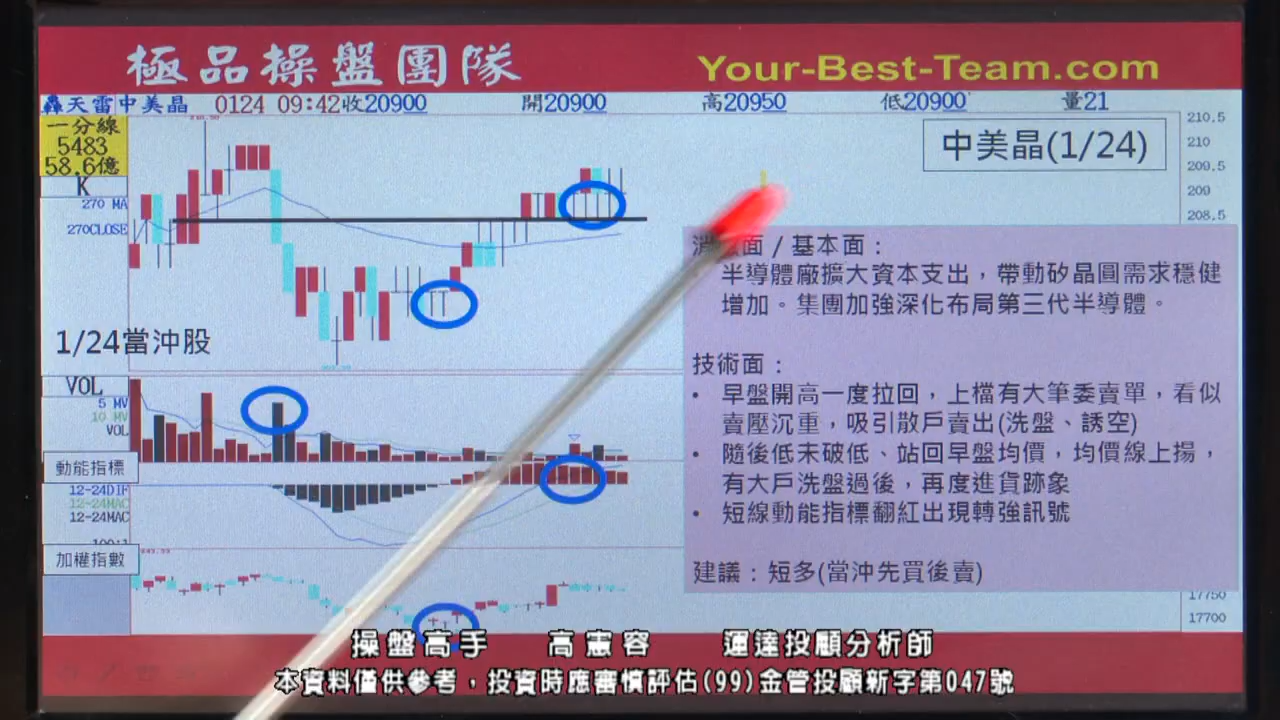 極品操盤團隊 Your-Best-Team.com
轟天雷中美晶 0124 09:42收20900 開20900 高20950 低20900 量21
一分線
5483
58.6億
K
270 MA
270CLOSE
中美晶(1/24)
210.5
210
209.5
209
208.5
1/24當沖股
VOL
5 MV
10 MV
VOL
動能指標
12-24DIF
12-24MAC
12-24MAC
加權指數
面 / 基本面：
半導體廠擴大資本支出，帶動矽晶圓需求穩健
增加。集團加強深化布局第三代半導體。
技術面：
• 早盤開高一度拉回，上檔有大筆委賣單，看似
賣壓沉重，吸引散戶賣出(洗盤、誘空)
• 隨後低未破低、站回早盤均價，均價線上揚，
有大戶洗盤過後，再度進貨跡象
• 短線動能指標翻紅出現轉強訊號
建議：短多(當沖先買後賣)
17750
17700
操盤高手 高憲容 運達投顧分析師
本資料僅供參考，投資時應審慎評估(99)金管投顧新字第047號